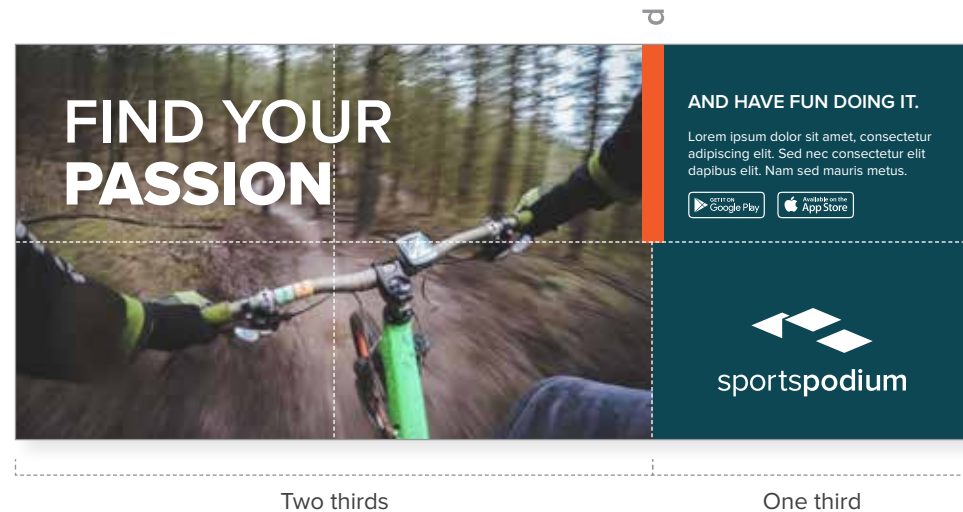 d
FIND YOUR
PASSION
AND HAVE FUN DOING IT.
Lorem ipsum dolor sit amet, consectetur
adipiscing elit. Sed nec consectetur elit
dapibus elit. Nam sed mauris metus.
GET IT ON
Google Play
Available on the
App Store
sportspodium
Two thirds
One third